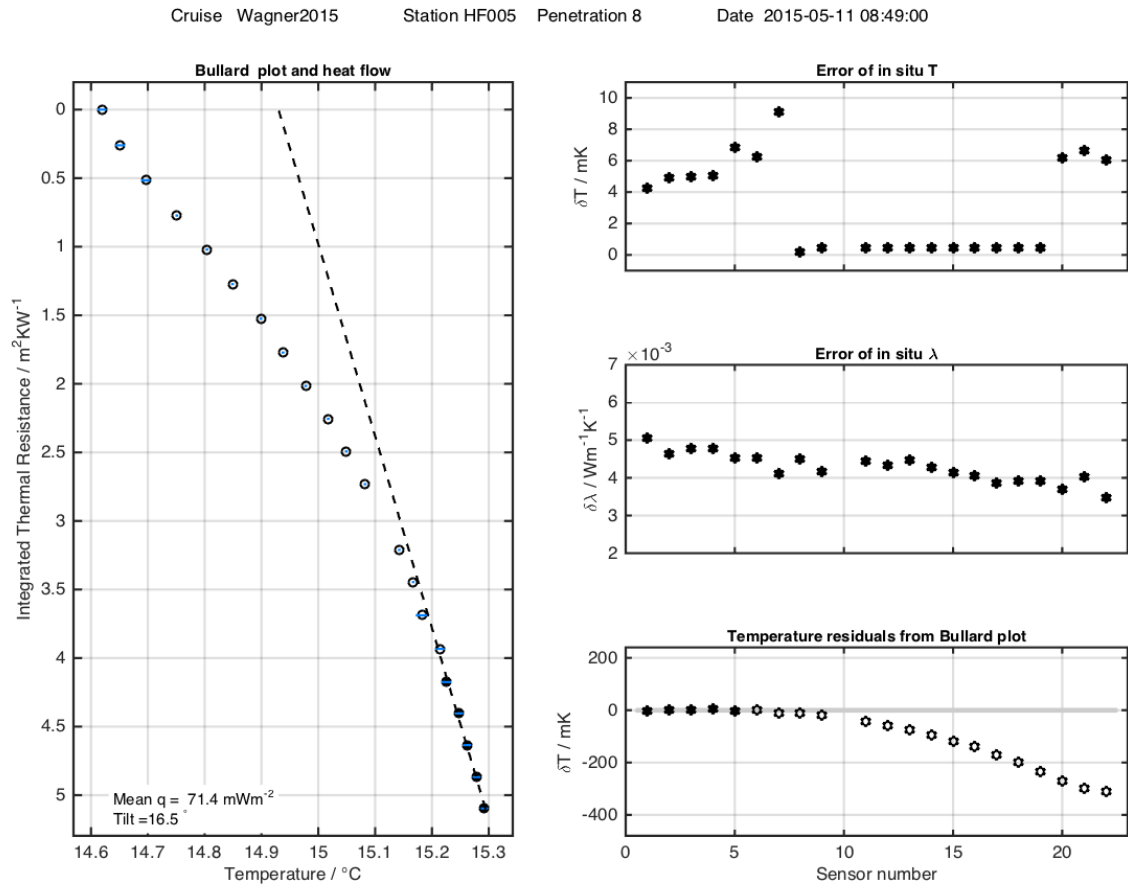 Cruise Wagner2015 Station HF005 Penetration 8 Date 2015-05-11 08:49:00
Bullard plot and heat flow
Integrated Thermal Resistance / m²KW⁻¹
0
0.5
1
1.5
2
2.5
3
3.5
4
4.5
5
Mean q = 71.4 mWm⁻²
Tilt =16.5 °
14.6 14.7 14.8 14.9 15 15.1 15.2 15.3
Temperature / °C
Error of in situ T
δT / mK
10
8
6
4
2
0
Error of in situ λ
×10⁻³
δλ / Wm⁻¹K⁻¹
7
6
5
4
3
2
Temperature residuals from Bullard plot
δT / mK
200
0
-200
-400
0 5 10 15 20
Sensor number